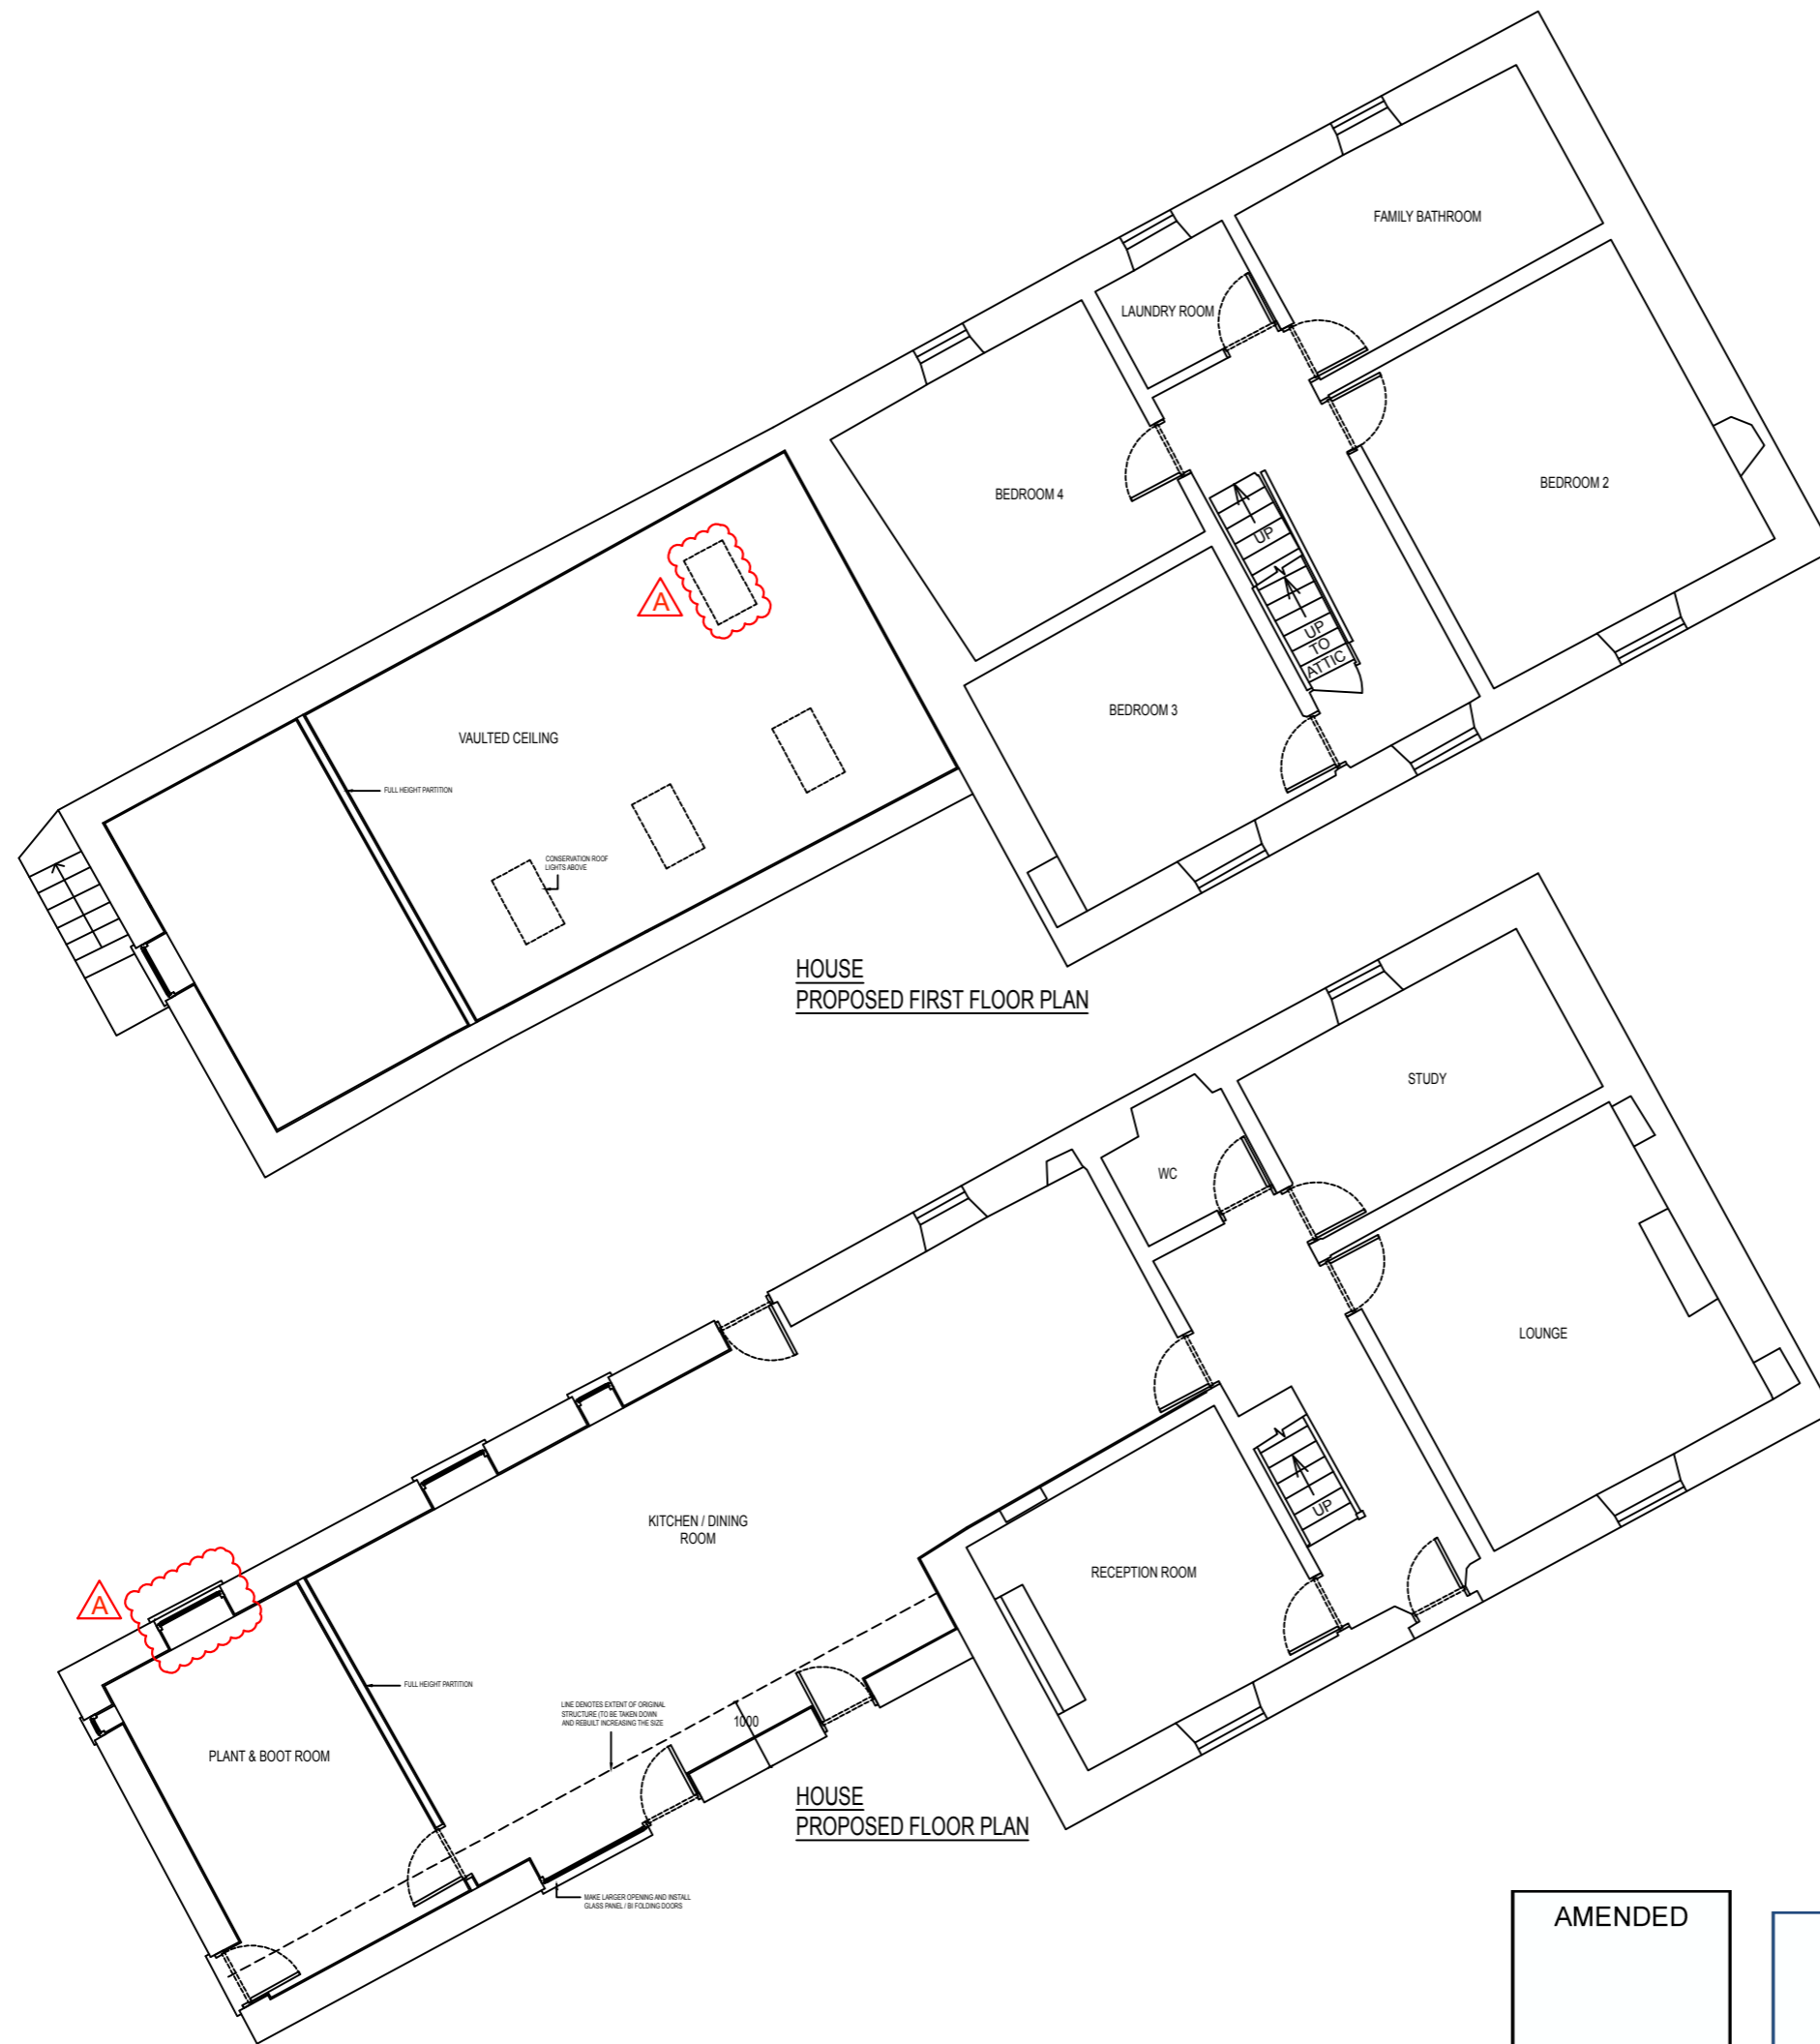 FAMILY BATHROOM
LAUNDRY ROOM
BEDROOM 4
BEDROOM 2
UP
UP
TO
ATTIC
A
BEDROOM 3
VAULTED CEILING
FULL HEIGHT PARTITION
CONSERVATION ROOF
LIGHTS ABOVE
HOUSE
PROPOSED FIRST FLOOR PLAN
STUDY
WC
LOUNGE
KITCHEN / DINING
ROOM
UP
RECEPTION ROOM
A
FULL HEIGHT PARTITION
LINE DENOTES EXTENT OF ORIGINAL
STRUCTURE (TO BE TAKEN DOWN
AND REBUILT INCREASING THE SIZE
1000
PLANT & BOOT ROOM
HOUSE
PROPOSED FLOOR PLAN
MAKE LARGER OPENING AND INSTALL
GLASS PANEL / BI FOLDING DOORS
AMENDED